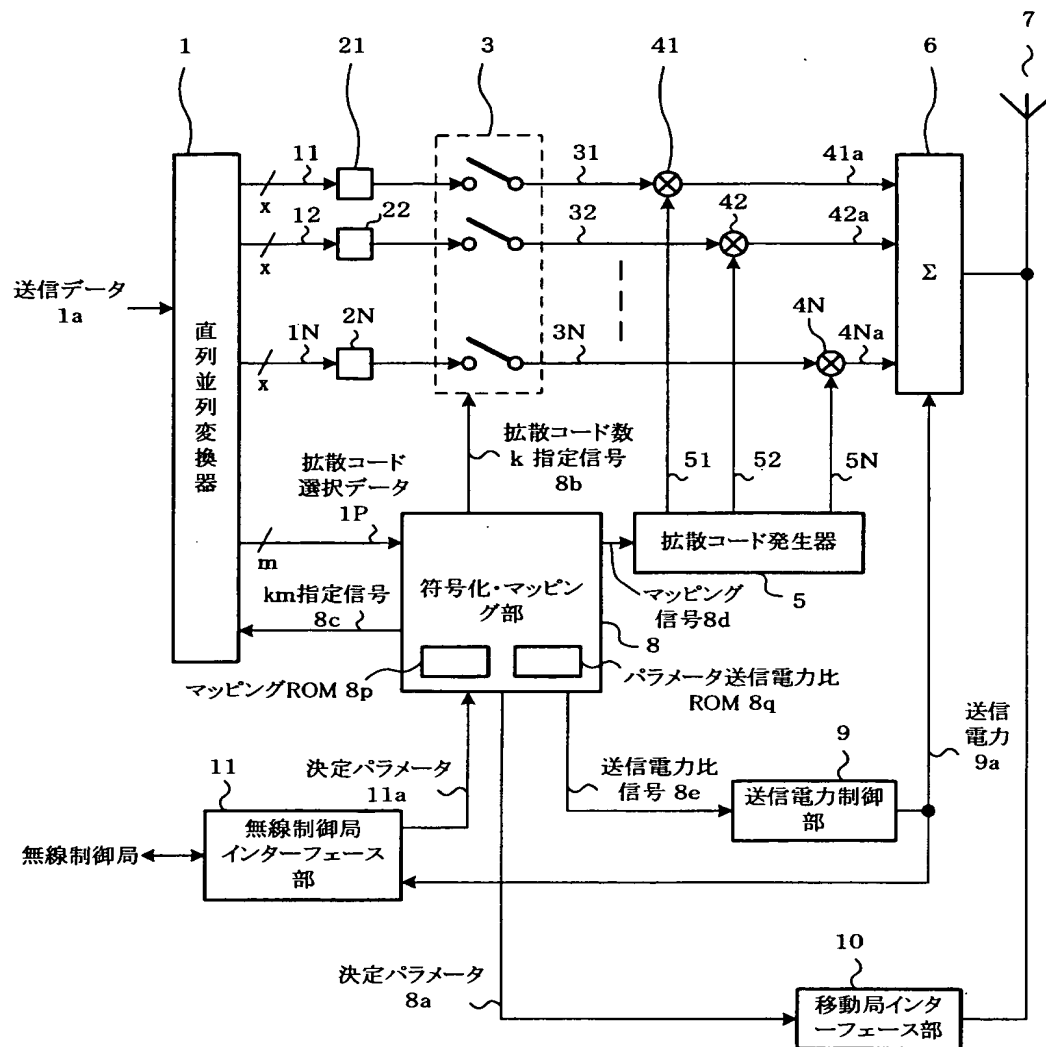 7
1
21
3
41
6
11
31
41a
x
12
22
32
42
42a
x
送信データ
1a
Σ
1N
2N
3N
4N
4Na
x
直列並列変換器
拡散コード数
k 指定信号
8b
51
52
5N
拡散コード
選択データ
1P
m
拡散コード発生器
5
km指定信号
8c
符号化・マッピン
グ部
マッピング
信号8d
8
マッピングROM 8p
パラメータ送信電力比
ROM 8q
送信
電力
9a
決定パラメータ
11a
送信電力比
信号 8e
9
送信電力制御
部
11
無線制御局
インターフェース
部
無線制御局
決定パラメータ
8a
10
移動局インタ
ーフェース部